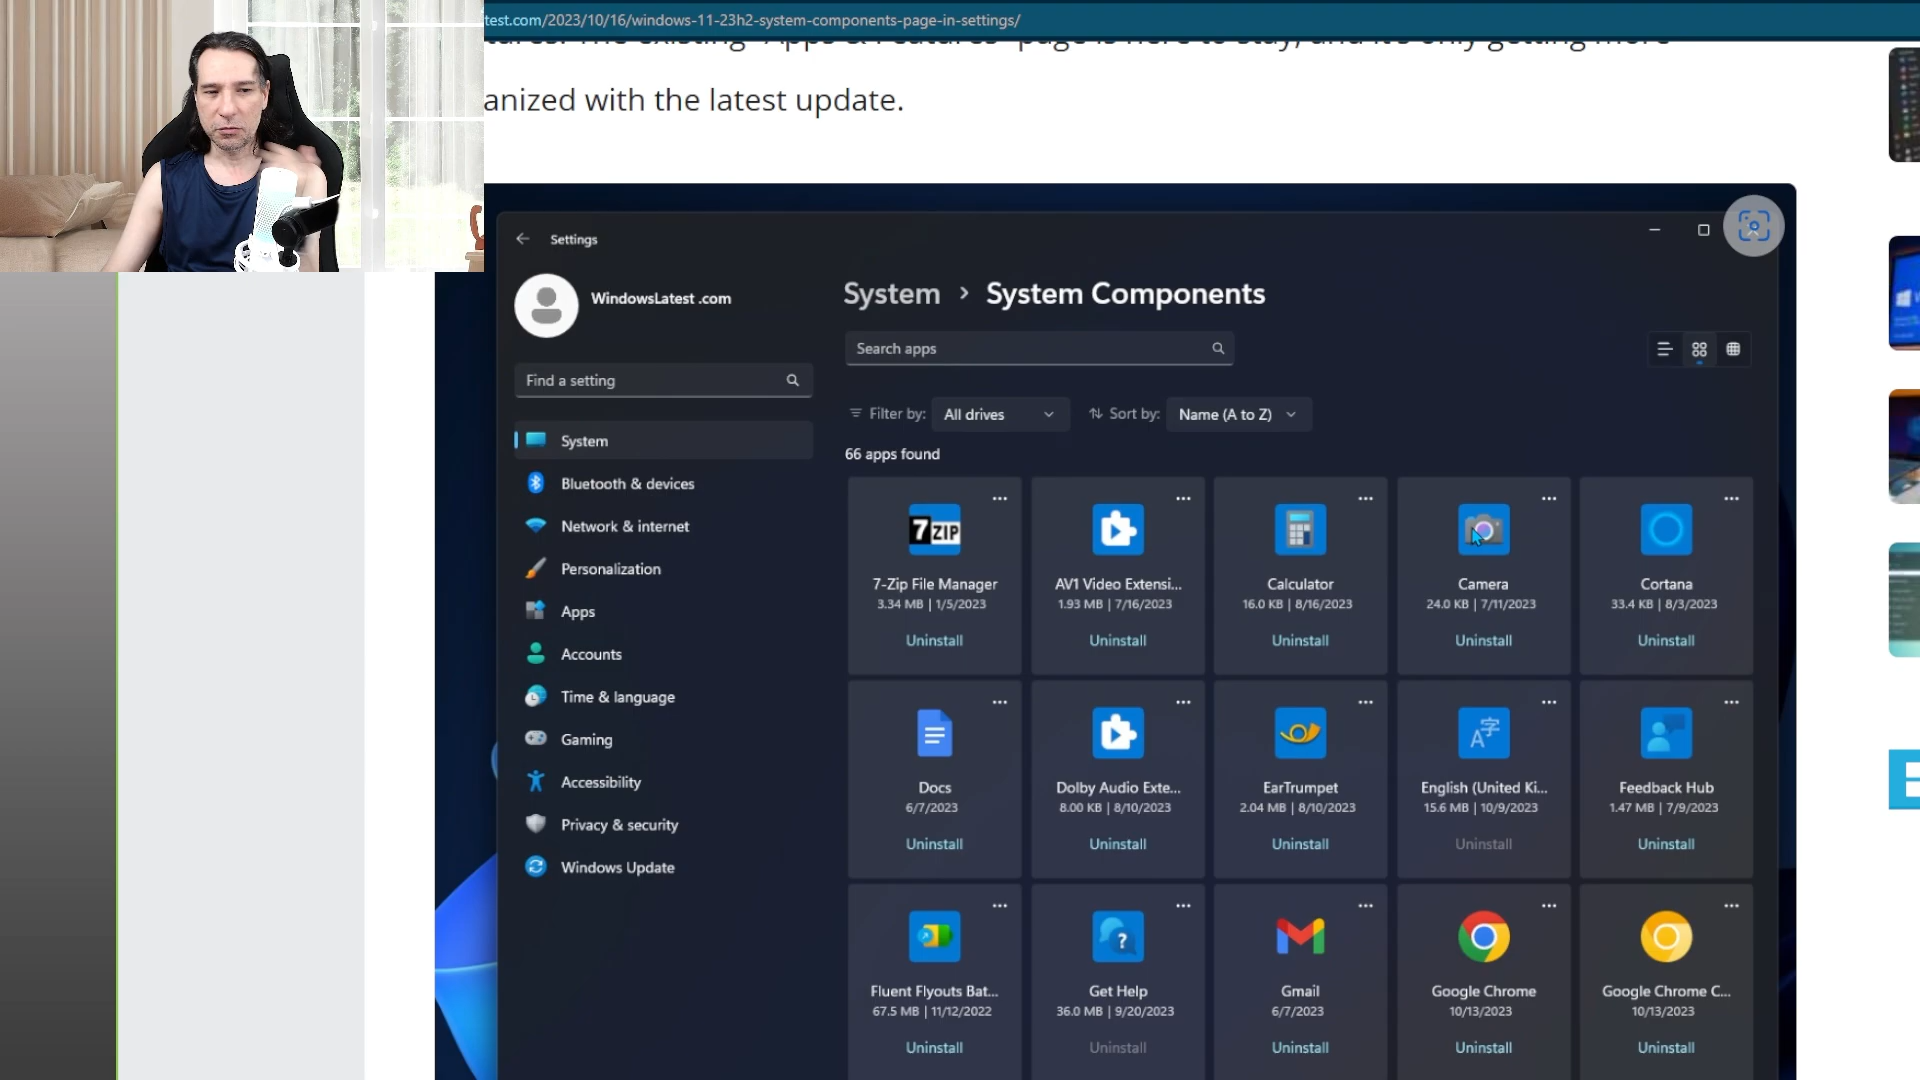 test.com/2023/10/16/windows-11-23h2-system-components-page-in-settings/
anized with the latest update.
Settings
WindowsLatest .com
Find a setting
System
Bluetooth & devices
Network & internet
Personalization
Apps
Accounts
Time & language
Gaming
Accessibility
Privacy & security
Windows Update
System > System Components
Search apps
Filter by: All drives Sort by: Name (A to Z)
66 apps found
7 ZIP
7-Zip File Manager AV1 Video Extensi... Calculator Camera Cortana
3.34 MB | 1/5/2023 1.93 MB | 7/16/2023 16.0 KB | 8/16/2023 24.0 KB | 7/11/2023 33.4 KB | 8/3/2023
Uninstall Uninstall Uninstall Uninstall Uninstall
A字
Docs Dolby Audio Exte... EarTrumpet English (United Ki... Feedback Hub
6/7/2023 8.00 KB | 8/10/2023 2.04 MB | 8/10/2023 15.6 MB | 10/9/2023 1.47 MB | 7/9/2023
Uninstall Uninstall Uninstall Uninstall Uninstall
Fluent Flyouts Bat... Get Help Gmail Google Chrome Google Chrome C...
67.5 MB | 11/12/2022 36.0 MB | 9/20/2023 6/7/2023 10/13/2023 10/13/2023
Uninstall Uninstall Uninstall Uninstall Uninstall